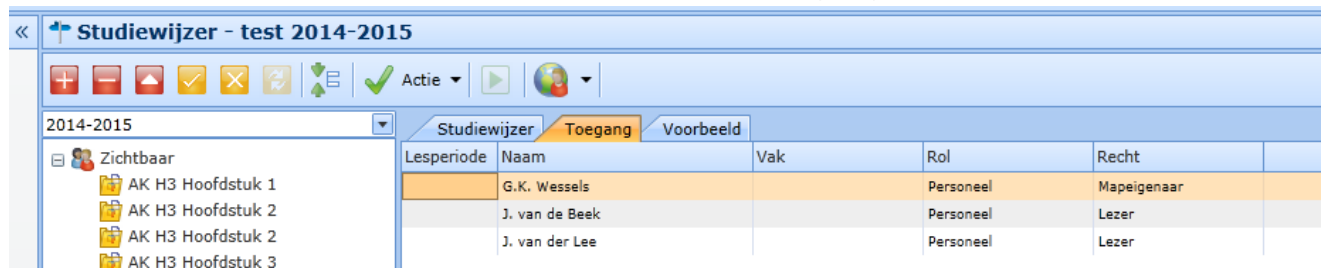 «
Studiewijzer - test 2014-2015
Actie
2014-2015
Studiewijzer Toegang Voorbeeld
Zichtbaar
AK H3 Hoofdstuk 1
AK H3 Hoofdstuk 2
AK H3 Hoofdstuk 2
AK H3 Hoofdstuk 3
Lesperiode Naam Vak Rol Recht
G.K. Wessels Personeel Mapeigenaar
J. van de Beek Personeel Lezer
J. van der Lee Personeel Lezer